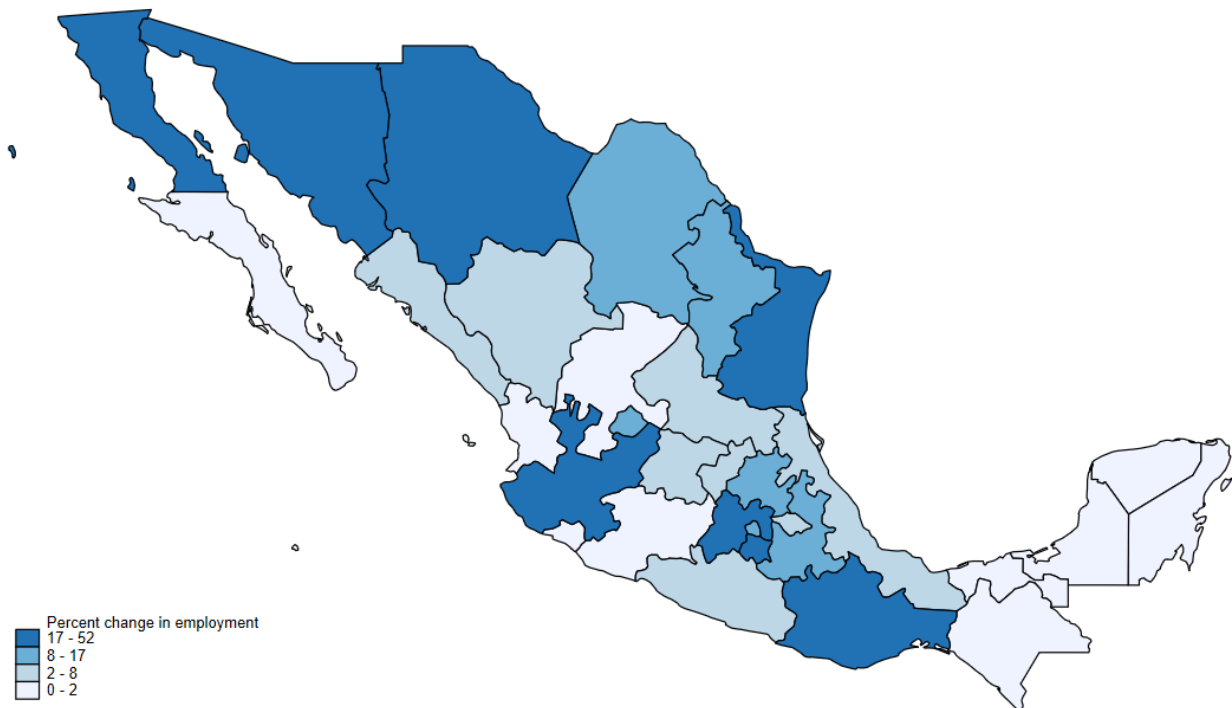 Percent change in employment
17 - 52
8 - 17
2 - 8
0 - 2